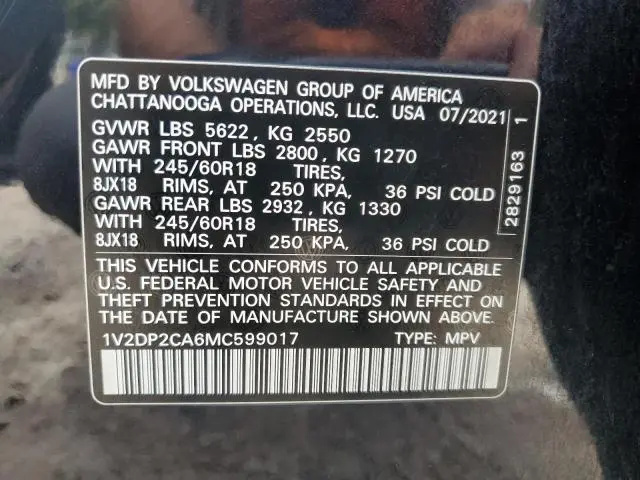 MFD BY VOLKSWAGEN GROUP OF AMERICA
CHATTANOOGA OPERATIONS, LLC. USA 07/2021
GVWR LBS 5622, KG 2550
GAWR FRONT LBS 2800, KG 1270
WITH 245/60R18 TIRES,
8JX18 RIMS, AT 250 KPA, 36 PSI COLD
GAWR REAR LBS 2932, KG 1330
WITH 245/60R18 TIRES,
8JX18 RIMS, AT 250 KPA, 36 PSI COLD
THIS VEHICLE CONFORMS TO ALL APPLICABLE
U.S. FEDERAL MOTOR VEHICLE SAFETY AND
THEFT PREVENTION STANDARDS IN EFFECT ON
THE DATE OF MANUFACTURE SHOWN ABOVE.
1V2DP2CA6MC599017 TYPE: MPV
2829163 1